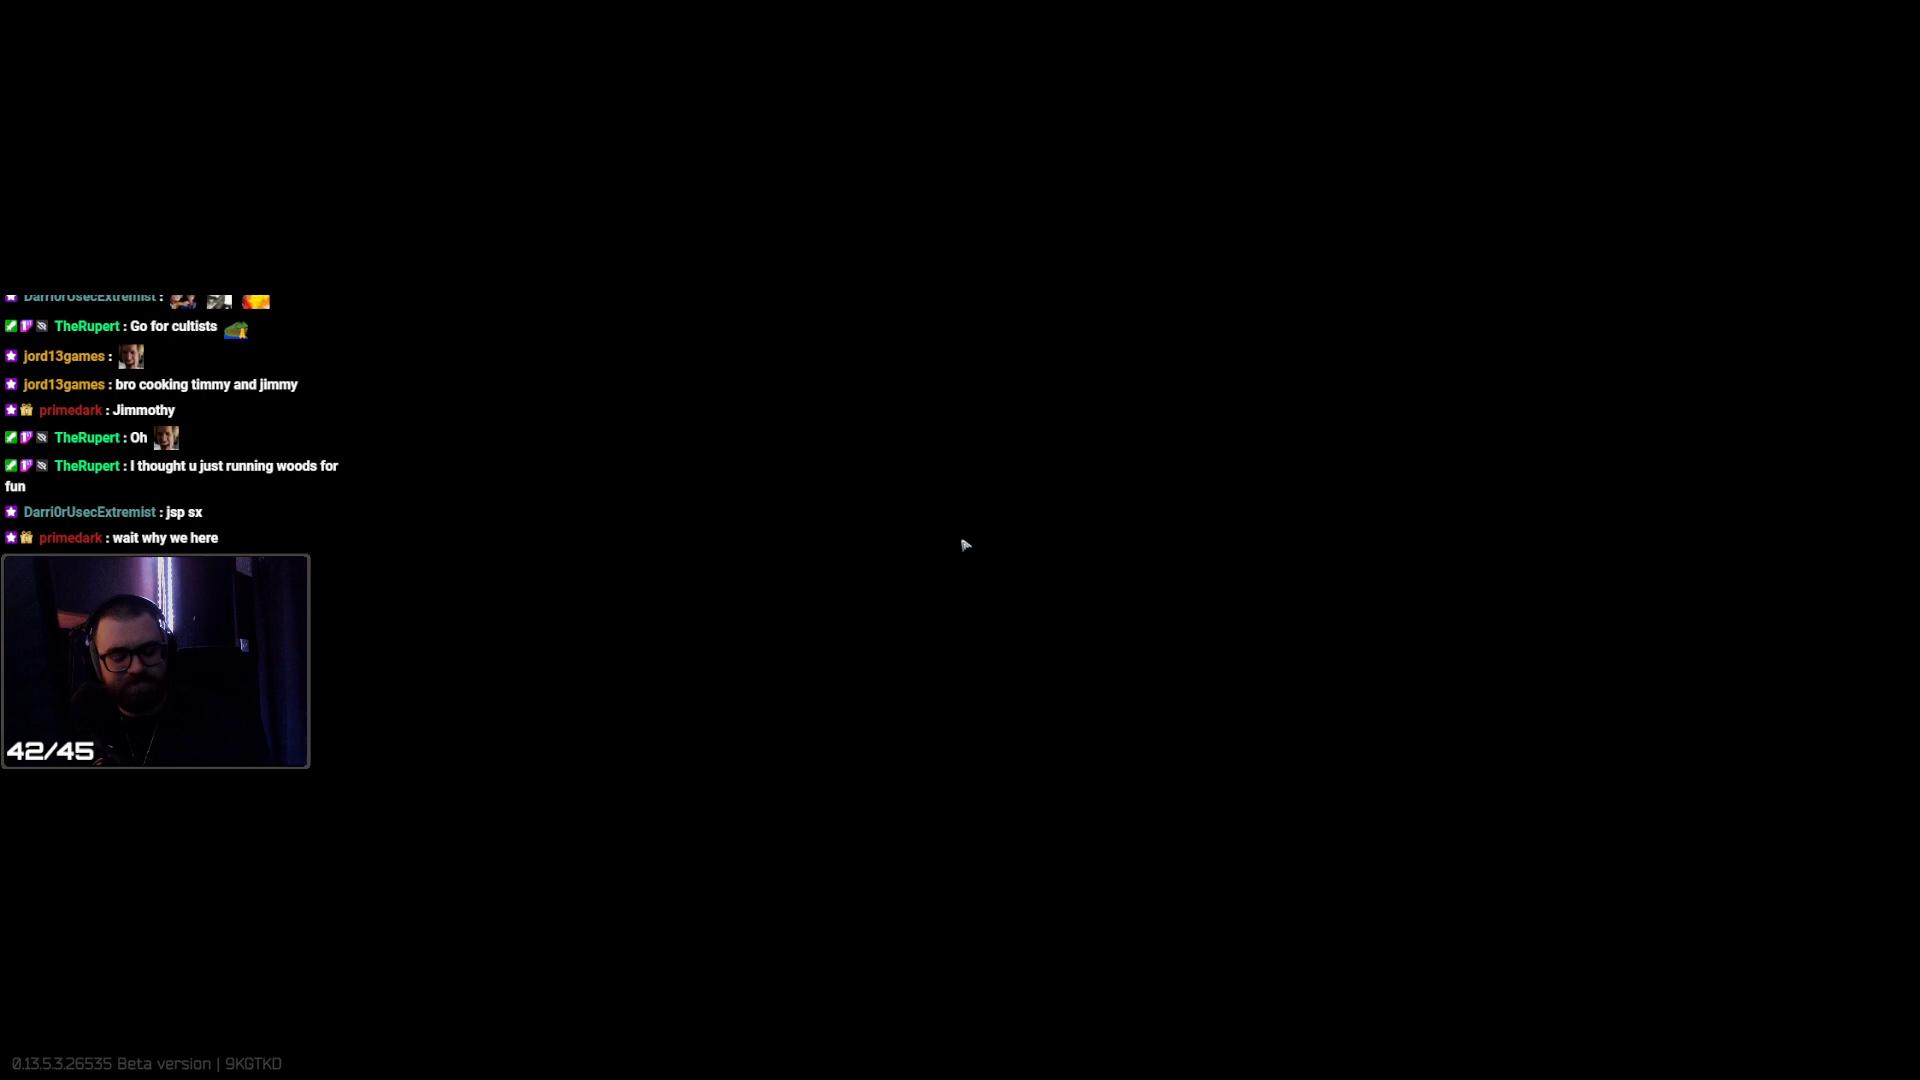 Darri0rUsecExtremist :
TheRupert : Go for cultists
jord13games :
jord13games : bro cooking timmy and jimmy
primedark : Jimmothy
TheRupert : Oh
TheRupert : I thought u just running woods for
fun
Darri0rUsecExtremist : jsp sx
primedark : wait why we here
42/45
0.13.5.3.26535 Beta version | 9KGTKD